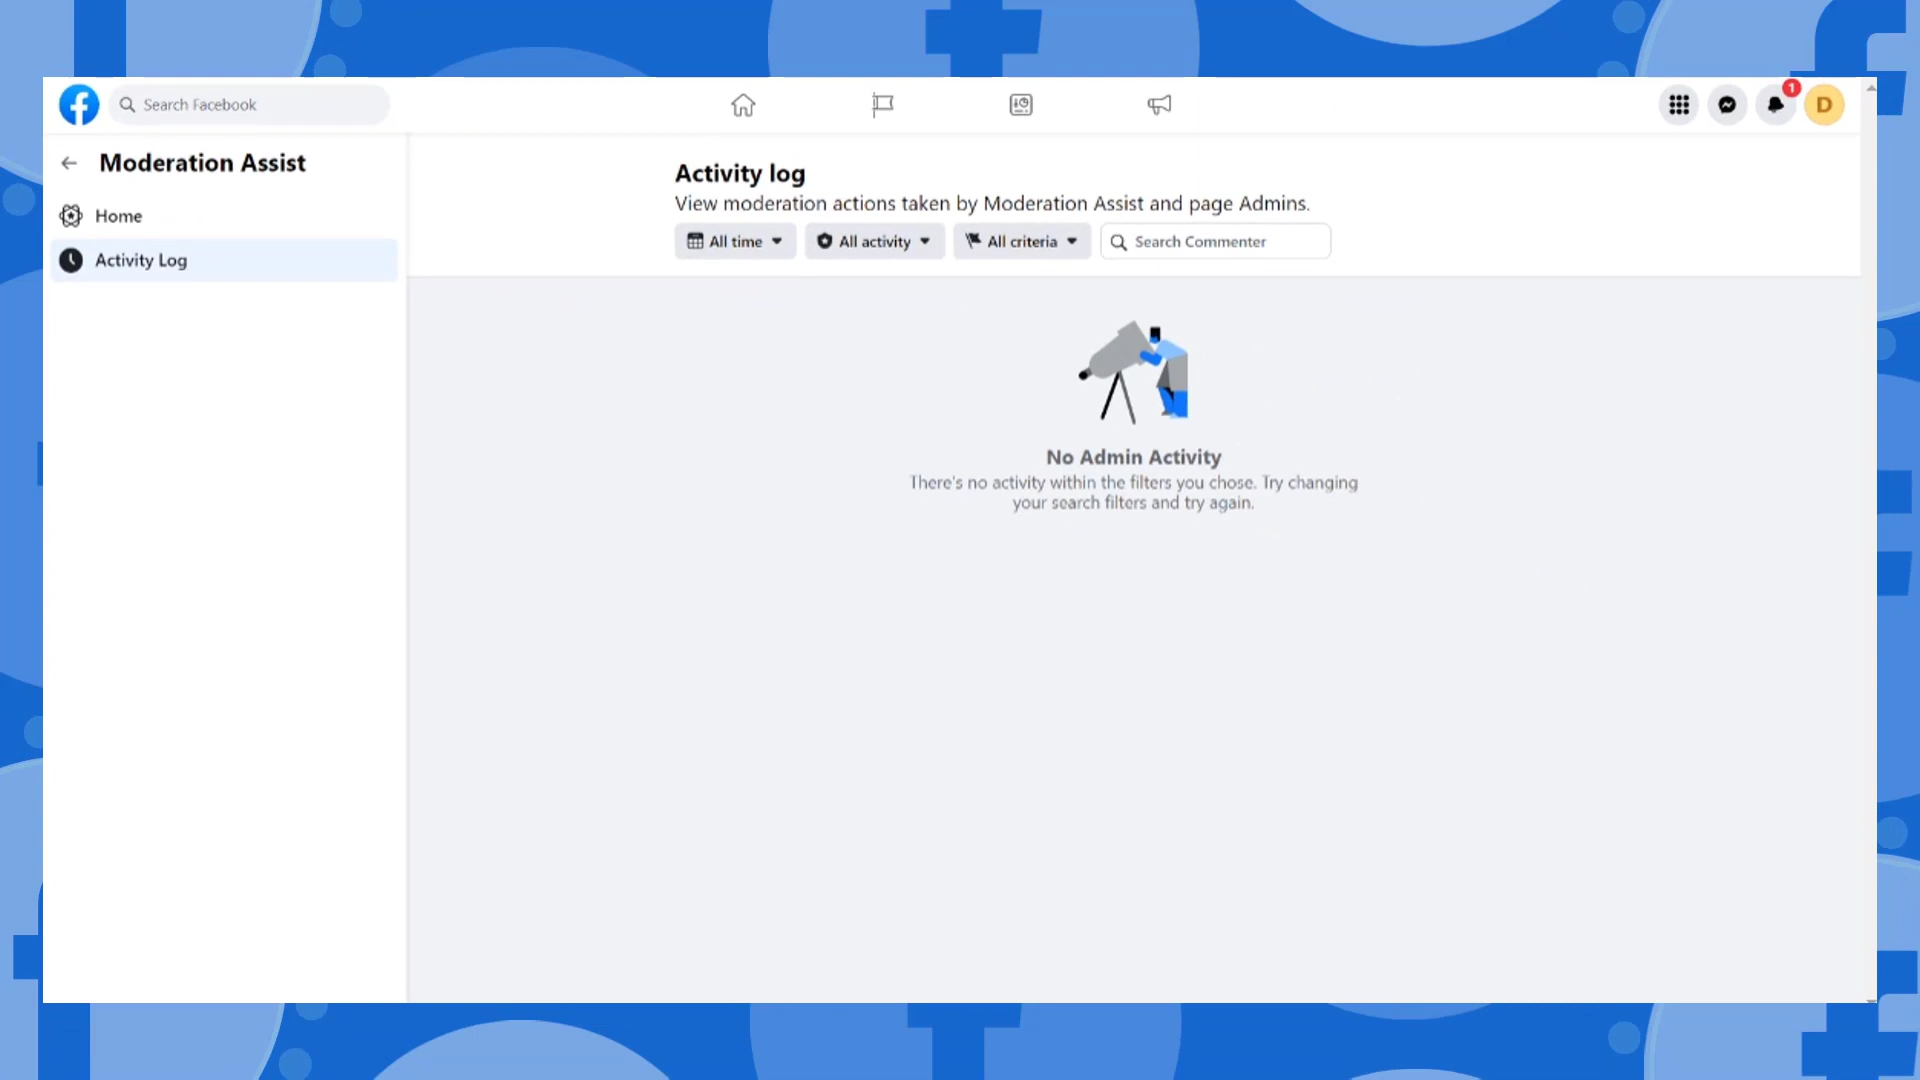 Search Facebook
1
D
Moderation Assist
Home
Activity Log
Activity log
View moderation actions taken by Moderation Assist and page Admins.
All time
All activity
All criteria
Search Commenter
No Admin Activity
There's no activity within the filters you chose. Try changing
your search filters and try again.